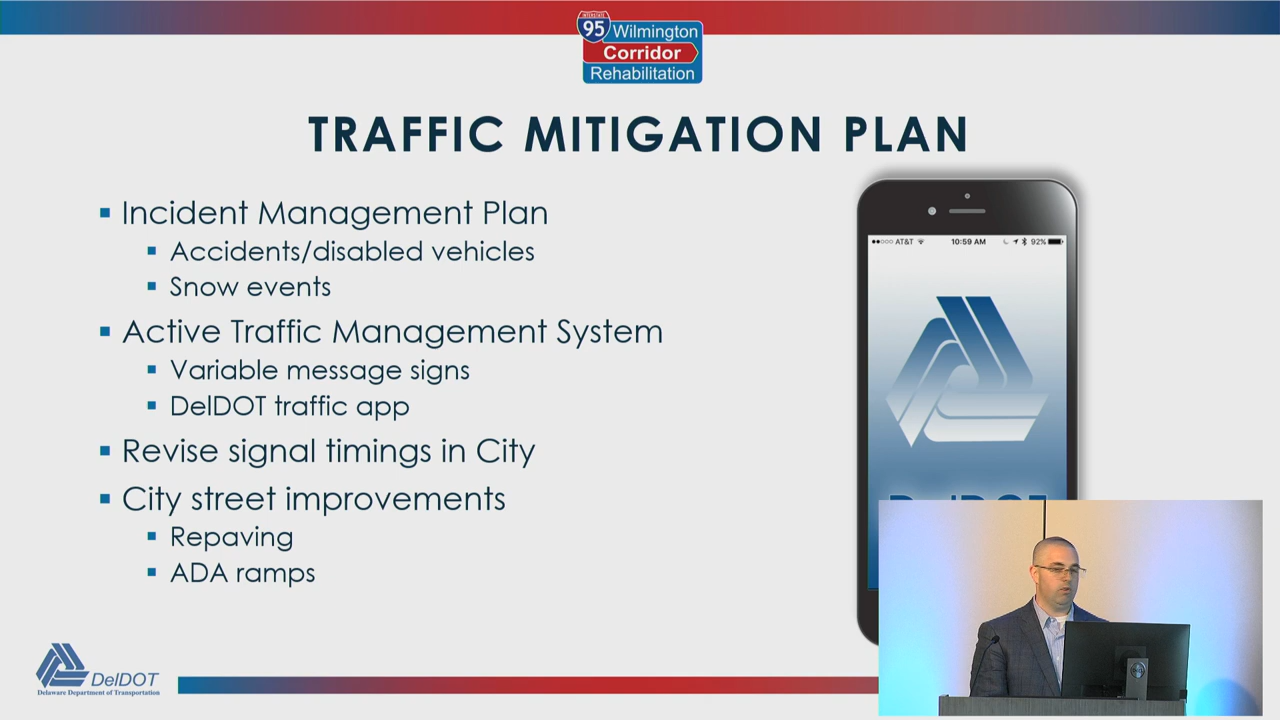 INTERSTATE
95 Wilmington
Corridor
Rehabilitation
TRAFFIC MITIGATION PLAN
▪ Incident Management Plan
▪ Accidents/disabled vehicles
▪ Snow events
▪ Active Traffic Management System
▪ Variable message signs
▪ DelDOT traffic app
▪ Revise signal timings in City
▪ City street improvements
▪ Repaving
▪ ADA ramps
AT&T 10:59 AM 92%
DelDOT
DelDOT
Delaware Department of Transportation